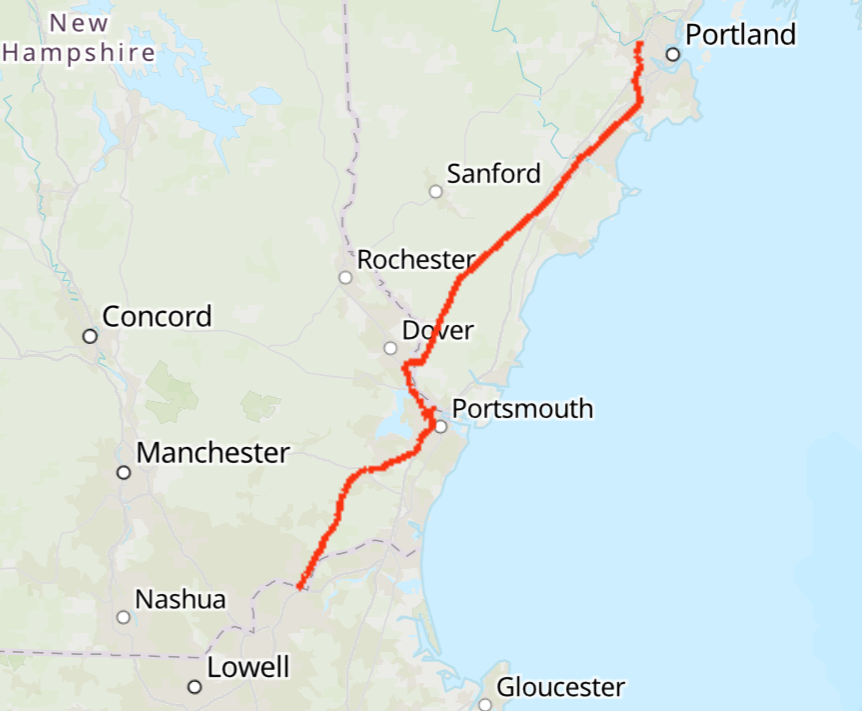 New
Hampshire
Portland
Sanford
Rochester
Concord
Dover
Portsmouth
Manchester
Nashua
Lowell
Gloucester